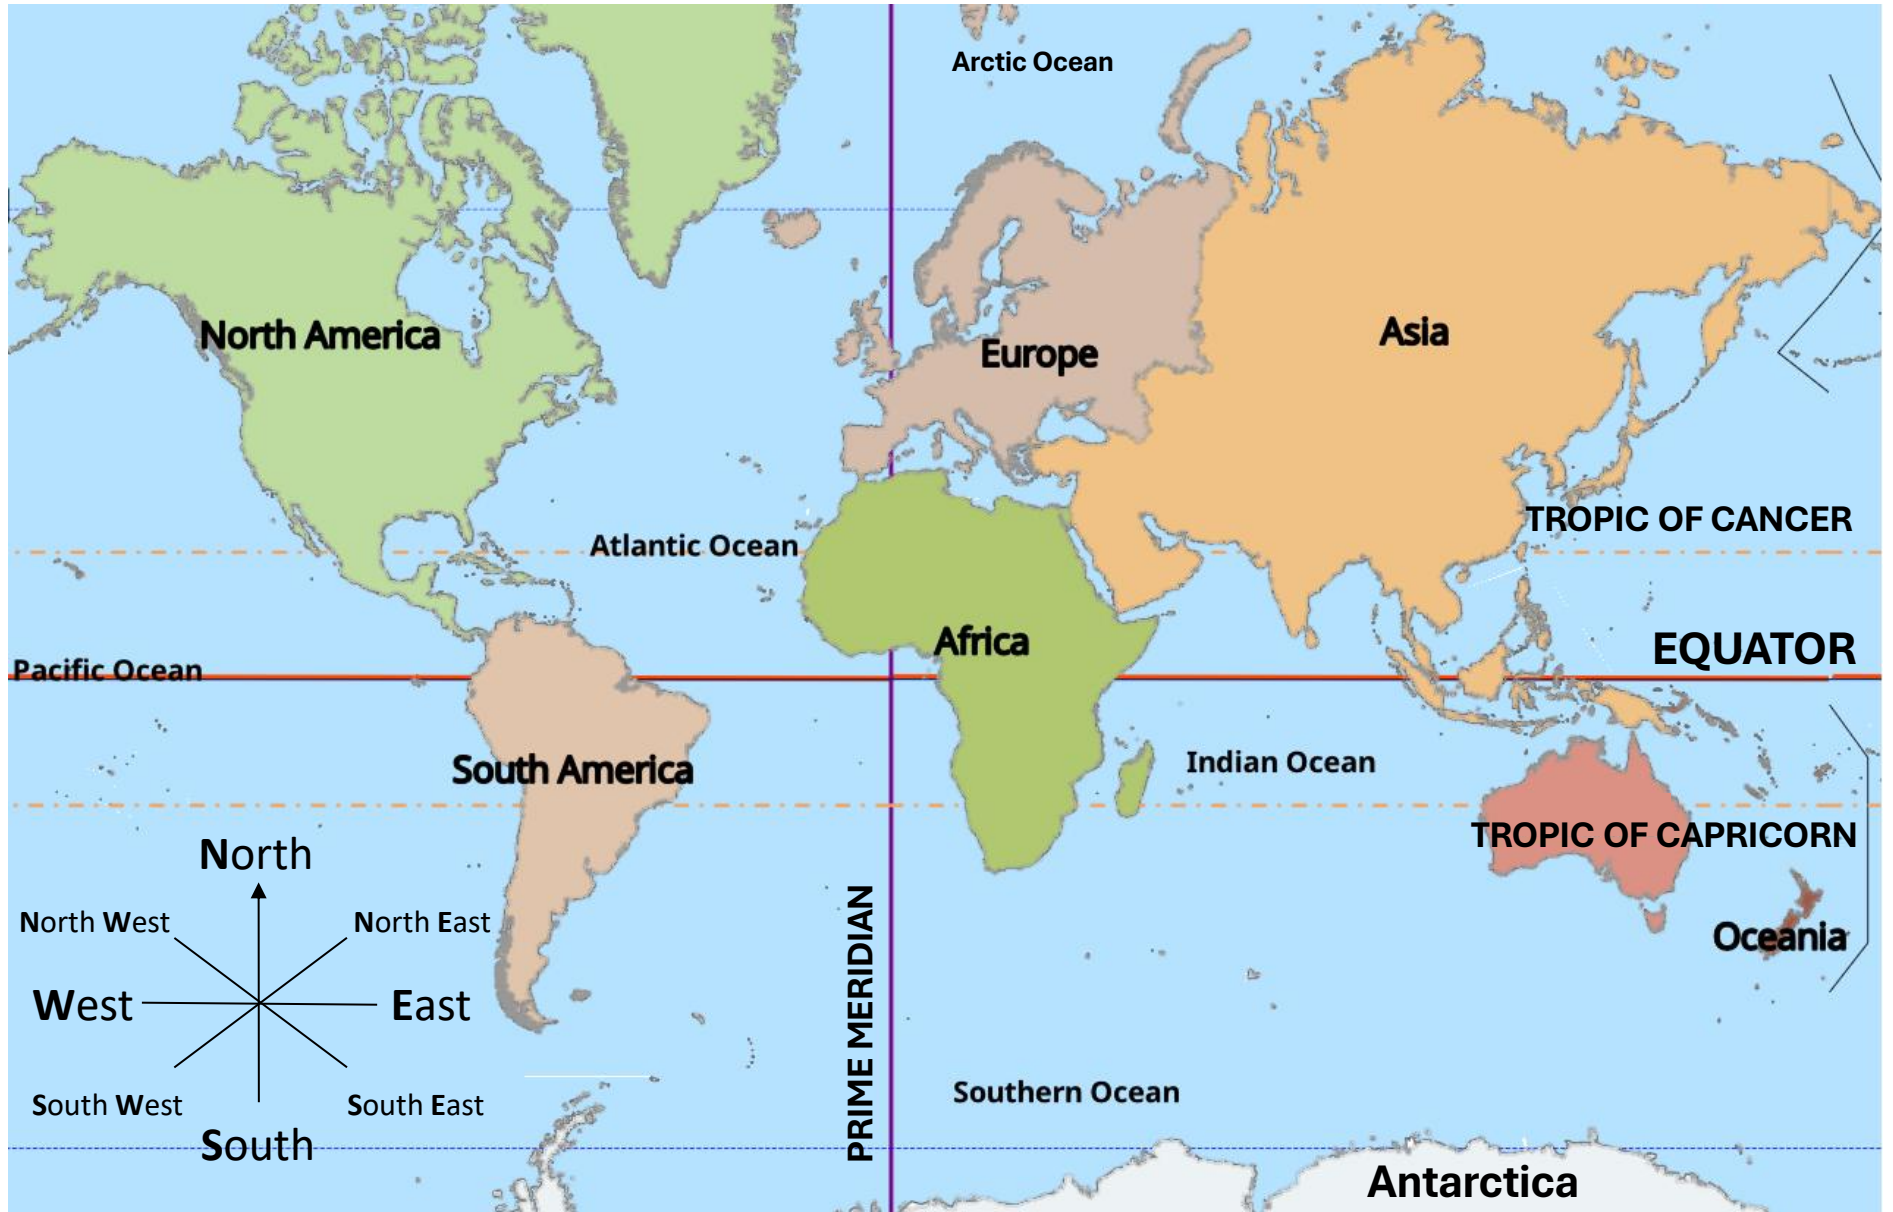 Arctic Ocean
North America
Europe
Asia
TROPIC OF CANCER
Atlantic Ocean
Africa
EQUATOR
Pacific Ocean
South America
Indian Ocean
TROPIC OF CAPRICORN
North
North West
North East
West
East
South West
South East
South
PRIME MERIDIAN
Oceania
Southern Ocean
Antarctica